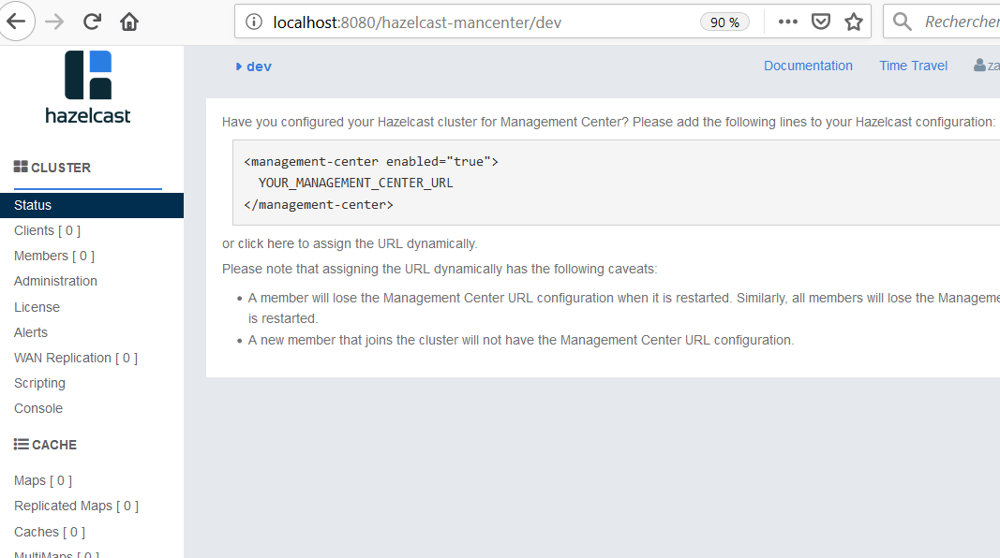 localhost:8080/hazelcast-mancenter/dev
90 %
Rechercher
hazelcast
dev
Documentation
Time Travel
za
CLUSTER
Status
Clients [ 0 ]
Members [ 0 ]
Administration
License
Alerts
WAN Replication [ 0 ]
Scripting
Console
CACHE
Maps [ 0 ]
Replicated Maps [ 0 ]
Caches [ 0 ]
MultiMaps [ 0 ]
Have you configured your Hazelcast cluster for Management Center? Please add the following lines to your Hazelcast configuration:
<management-center enabled="true">
YOUR_MANAGEMENT_CENTER_URL
</management-center>
or click here to assign the URL dynamically.
Please note that assigning the URL dynamically has the following caveats:
• A member will lose the Management Center URL configuration when it is restarted. Similarly, all members will lose the Manageme
is restarted.
• A new member that joins the cluster will not have the Management Center URL configuration.